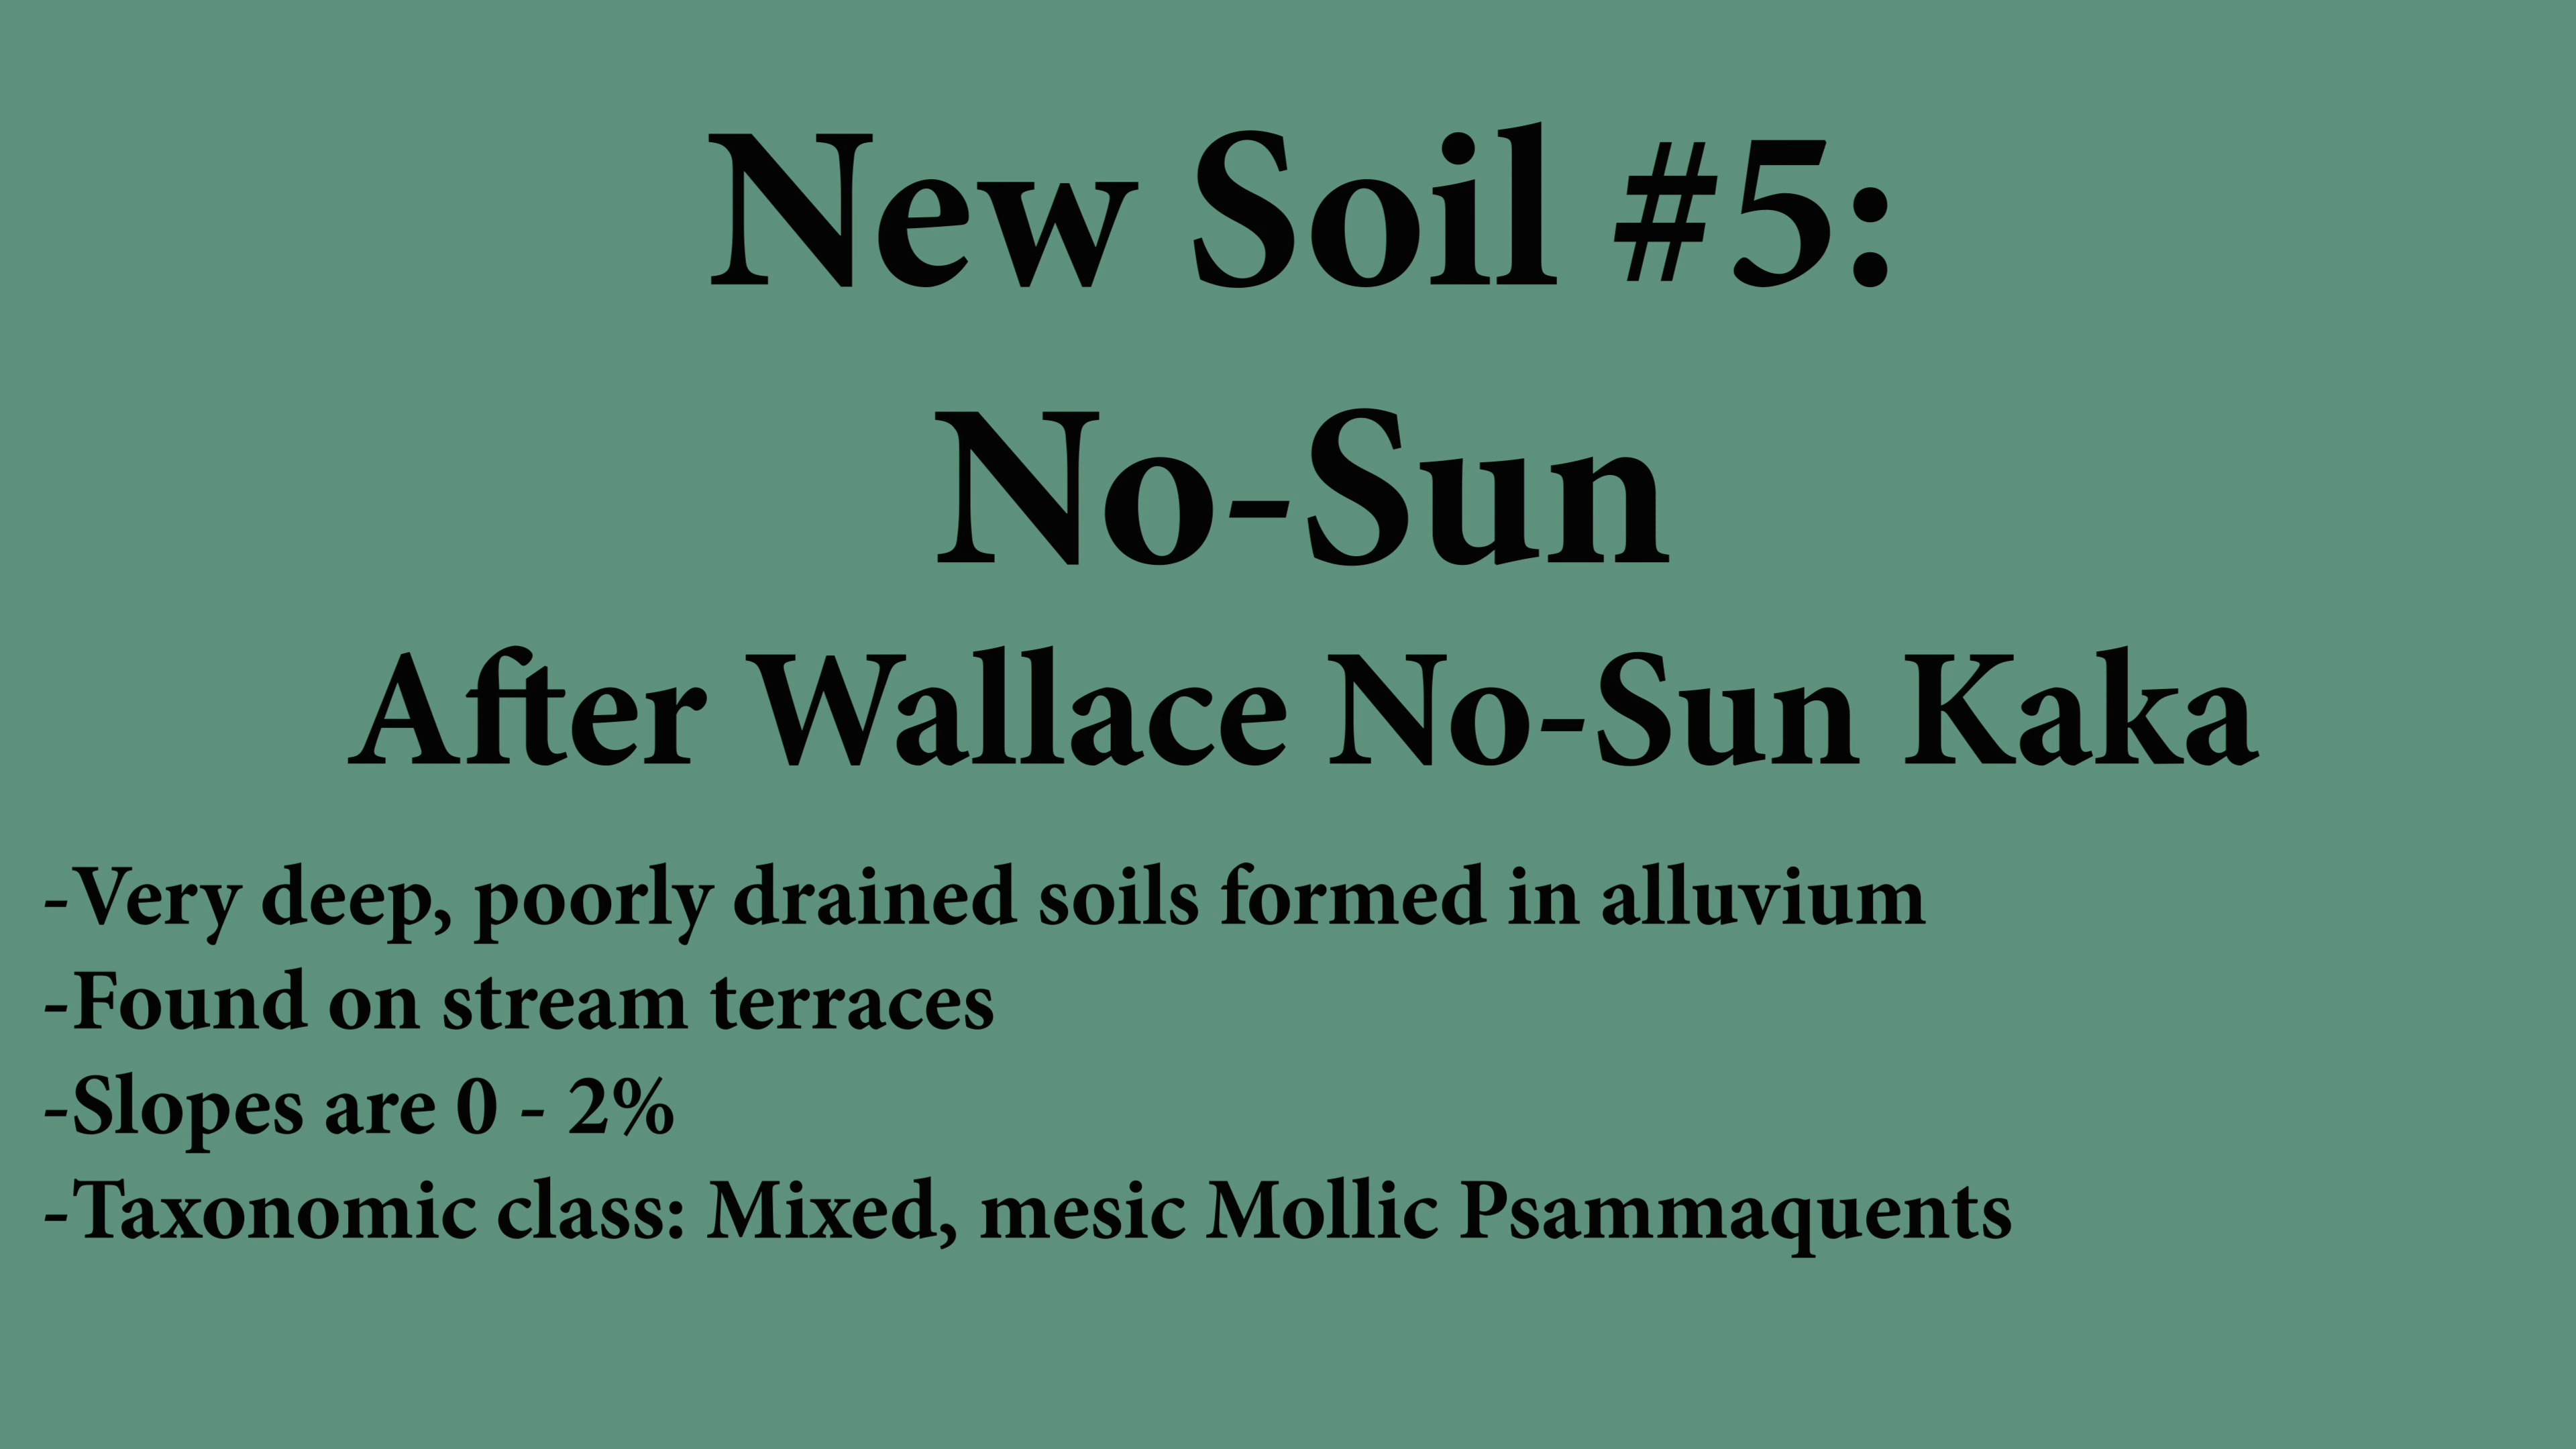 New Soil #5:
No-Sun
After Wallace No-Sun Kaka
-Very deep, poorly drained soils formed in alluvium
-Found on stream terraces
-Slopes are 0 - 2%
-Taxonomic class: Mixed, mesic Mollic Psammaquents